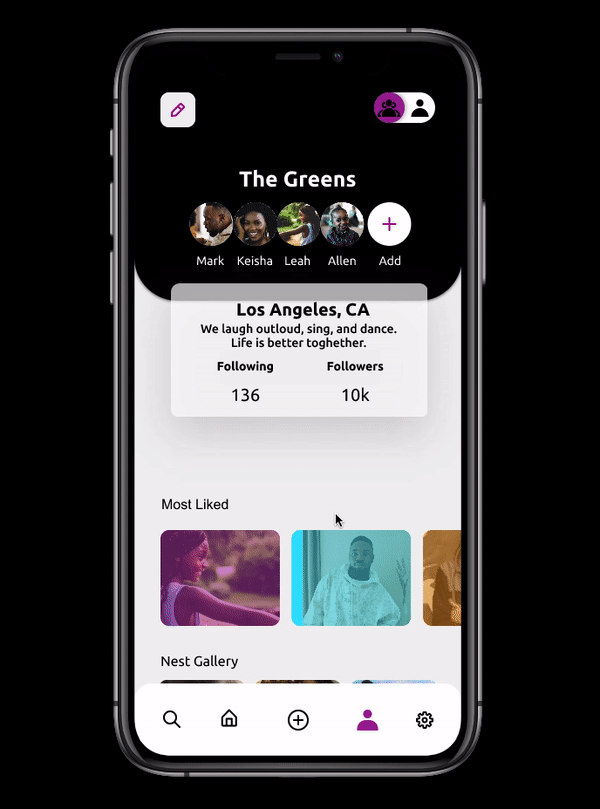 The Greens
Mark Keisha Leah Allen Add
Los Angeles, CA
We laugh outloud, sing, and dance.
Life is better toghether.
Following Followers
136 10k
Most Liked
Nest Gallery